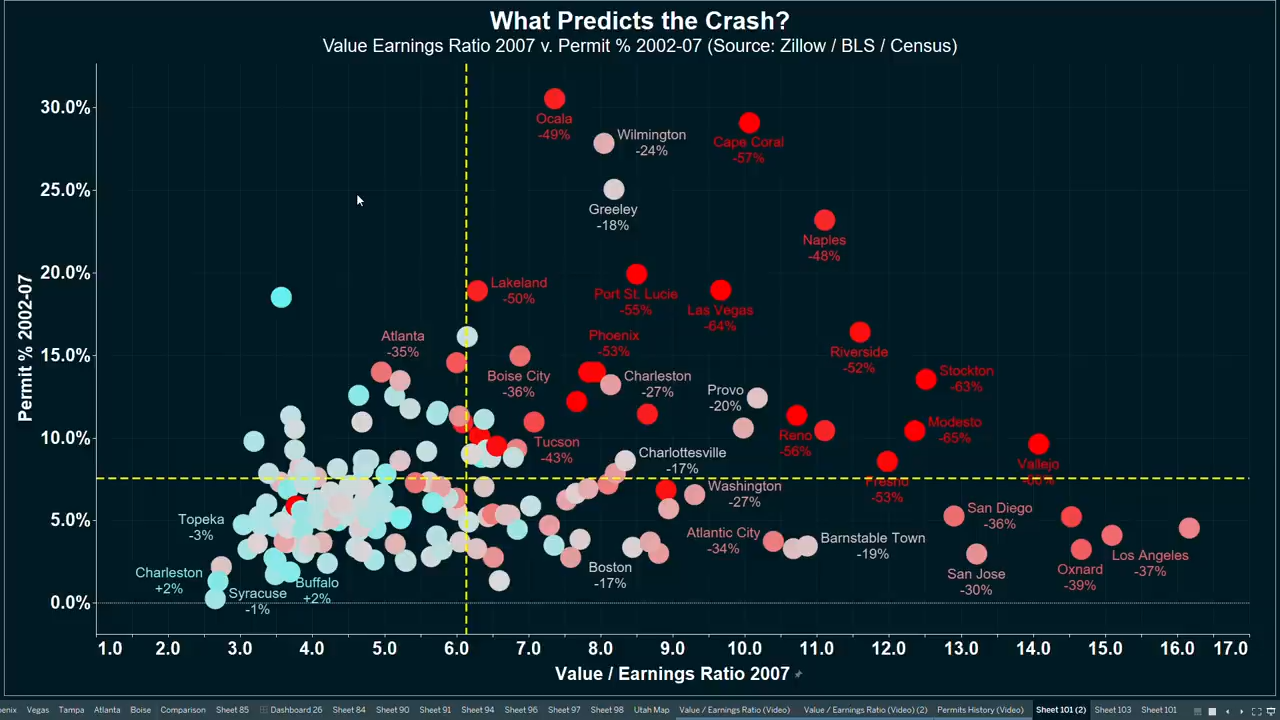 What Predicts the Crash?
Value Earnings Ratio 2007 v. Permit % 2002-07 (Source: Zillow / BLS / Census)
Permit % 2002-07
30.0%
25.0%
20.0%
15.0%
10.0%
5.0%
0.0%
Ocala
-49%
Wilmington
-24%
Cape Coral
-57%
Greeley
-18%
Naples
-48%
Lakeland
-50%
Port St. Lucie
-55%
Las Vegas
-64%
Atlanta
-35%
Phoenix
-53%
Riverside
-52%
Boise City
-36%
Charleston
-27%
Provo
-20%
Stockton
-63%
Tucson
-43%
Reno
-56%
Modesto
-65%
Charlottesville
-17%
Vallejo
Fresno
-53%
Washington
-27%
Topeka
-3%
San Diego
-36%
Atlantic City
-34%
Barnstable Town
-19%
Charleston
+2%
Syracuse
-1%
Buffalo
+2%
Boston
-17%
San Jose
-30%
Oxnard
-39%
Los Angeles
-37%
1.0 2.0 3.0 4.0 5.0 6.0 7.0 8.0 9.0 10.0 11.0 12.0 13.0 14.0 15.0 16.0 17.0
Value / Earnings Ratio 2007
enix Vegas Tampa Atlanta Boise Comparison Sheet 85 Dashboard 26 Sheet 84 Sheet 90 Sheet 91 Sheet 93 Sheet 94 Sheet 96 Sheet 97 Sheet 98 Utah Map Value / Earnings Ratio (Video) Value / Earnings Ratio (Video) (2) Permits History (Video) Sheet 101 (2) Sheet 103 Sheet 101